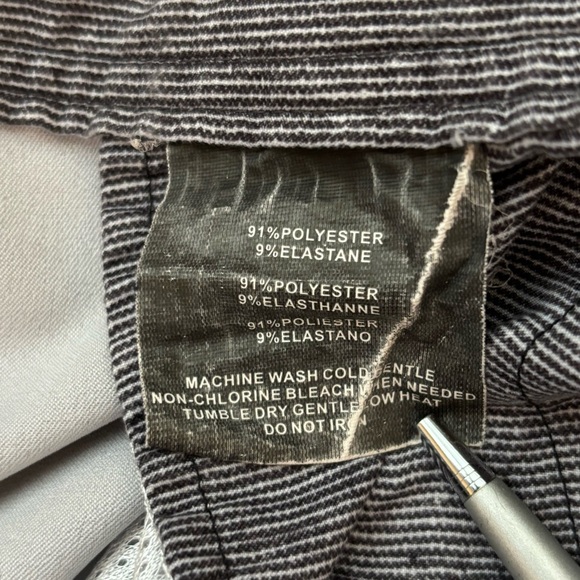 91%POLYESTER
9%ELASTANE
91%POLYESTER
9%ELASTHANNE
91%POLIESTER
9%ELASTANO
MACHINE WASH COLD GENTLE
NON-CHLORINE BLEACH WHEN NEEDED
TUMBLE DRY GENTLE LOW HEAT
DO NOT IRON